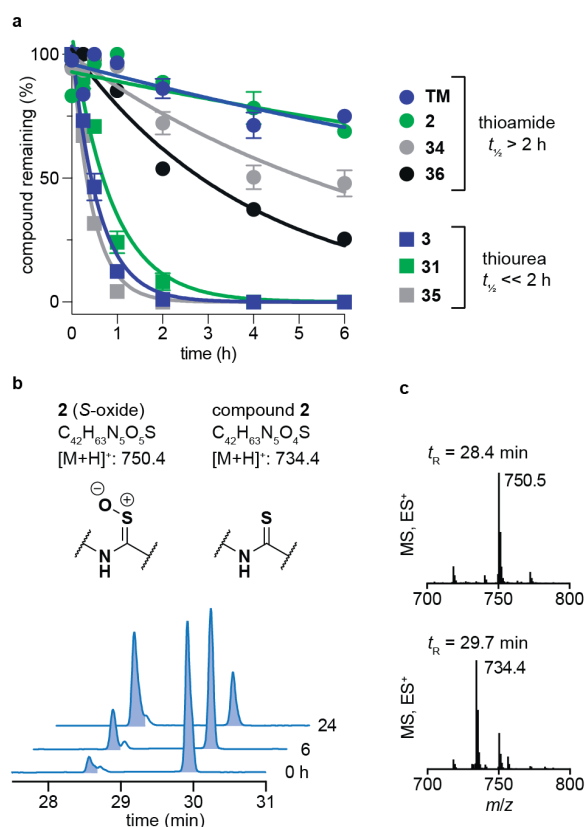 a
compound remaining (%)
100
50
0
0 1 2 3 4 5 6
time (h)
TM
2
34
36
thioamide
t½ > 2 h
3
31
35
thiourea
t½ << 2 h
b
2 (S-oxide)
C42H63N5O5S
[M+H]+: 750.4
compound 2
C42H63N5O4S
[M+H]+: 734.4
⊖
O
⊕
S
N
H
S
N
H
24
6
0 h
28 29 30 31
time (min)
c
tR = 28.4 min
MS, ES+
750.5
700 750 800
tR = 29.7 min
MS, ES+
734.4
700 750 800
m/z